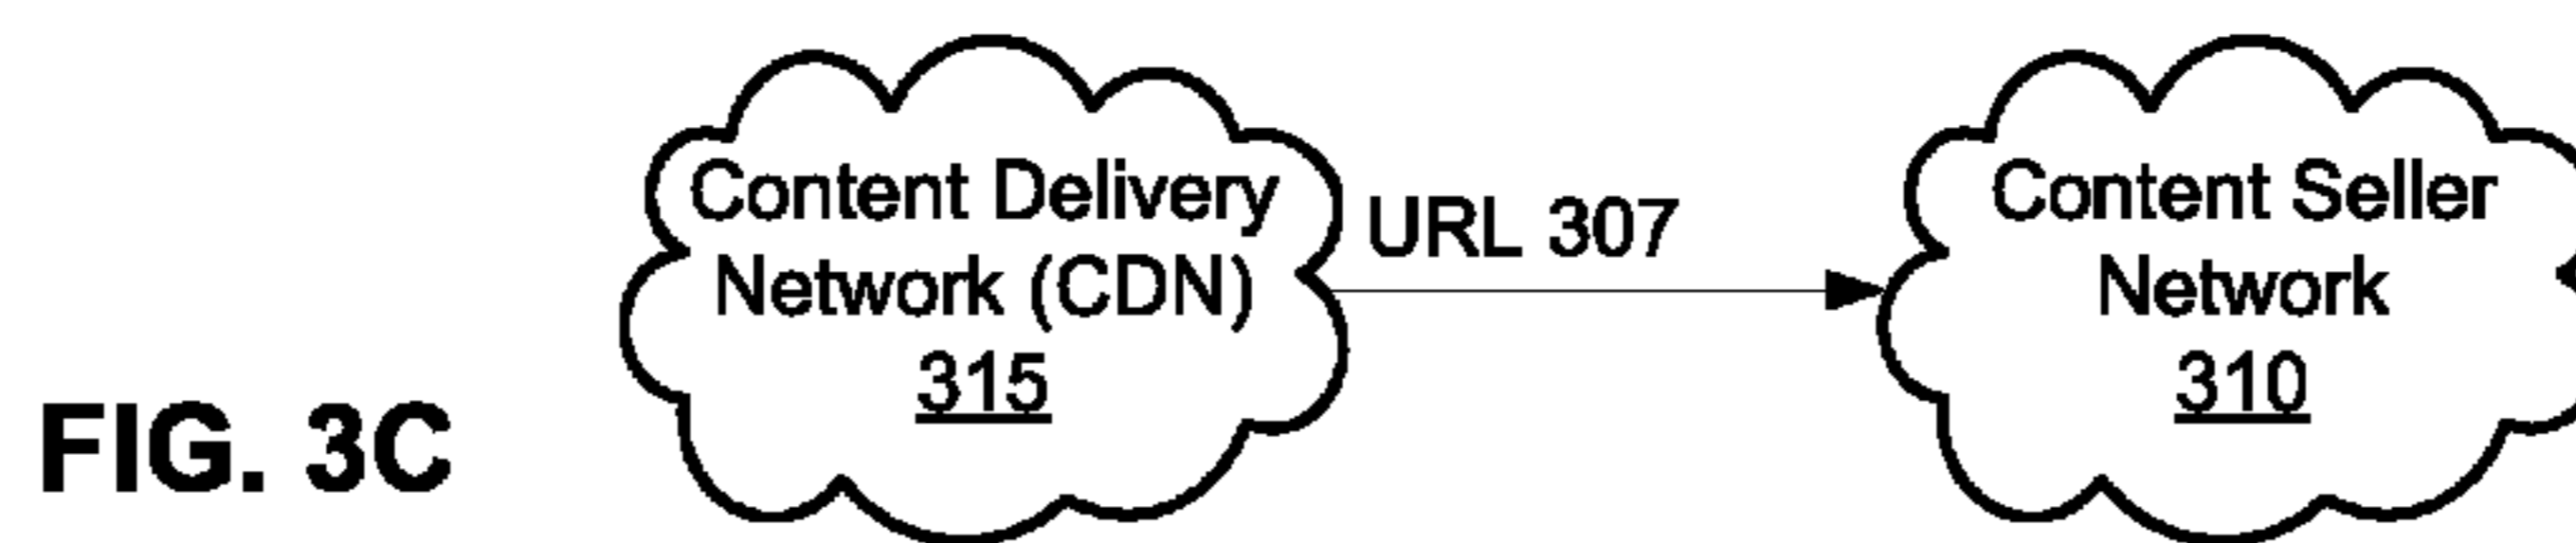 Content Delivery
Network (CDN)
315
URL 307
Content Seller
Network
310
FIG. 3C